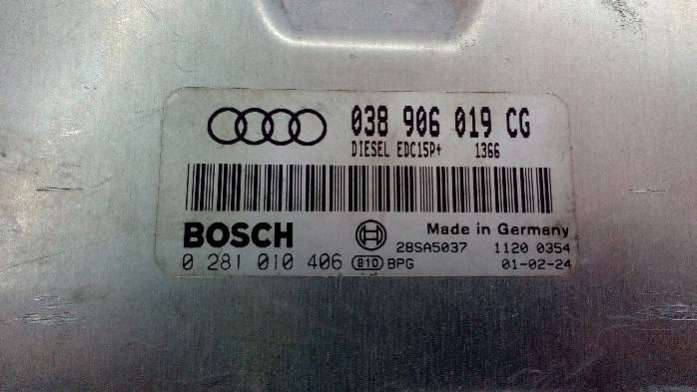 038 906 019 CG
DIESEL EDC15P+ 1366
BOSCH Made in Germany
28SA5037 1120 0354
0 281 010 406 B10 BPG 01-02-24